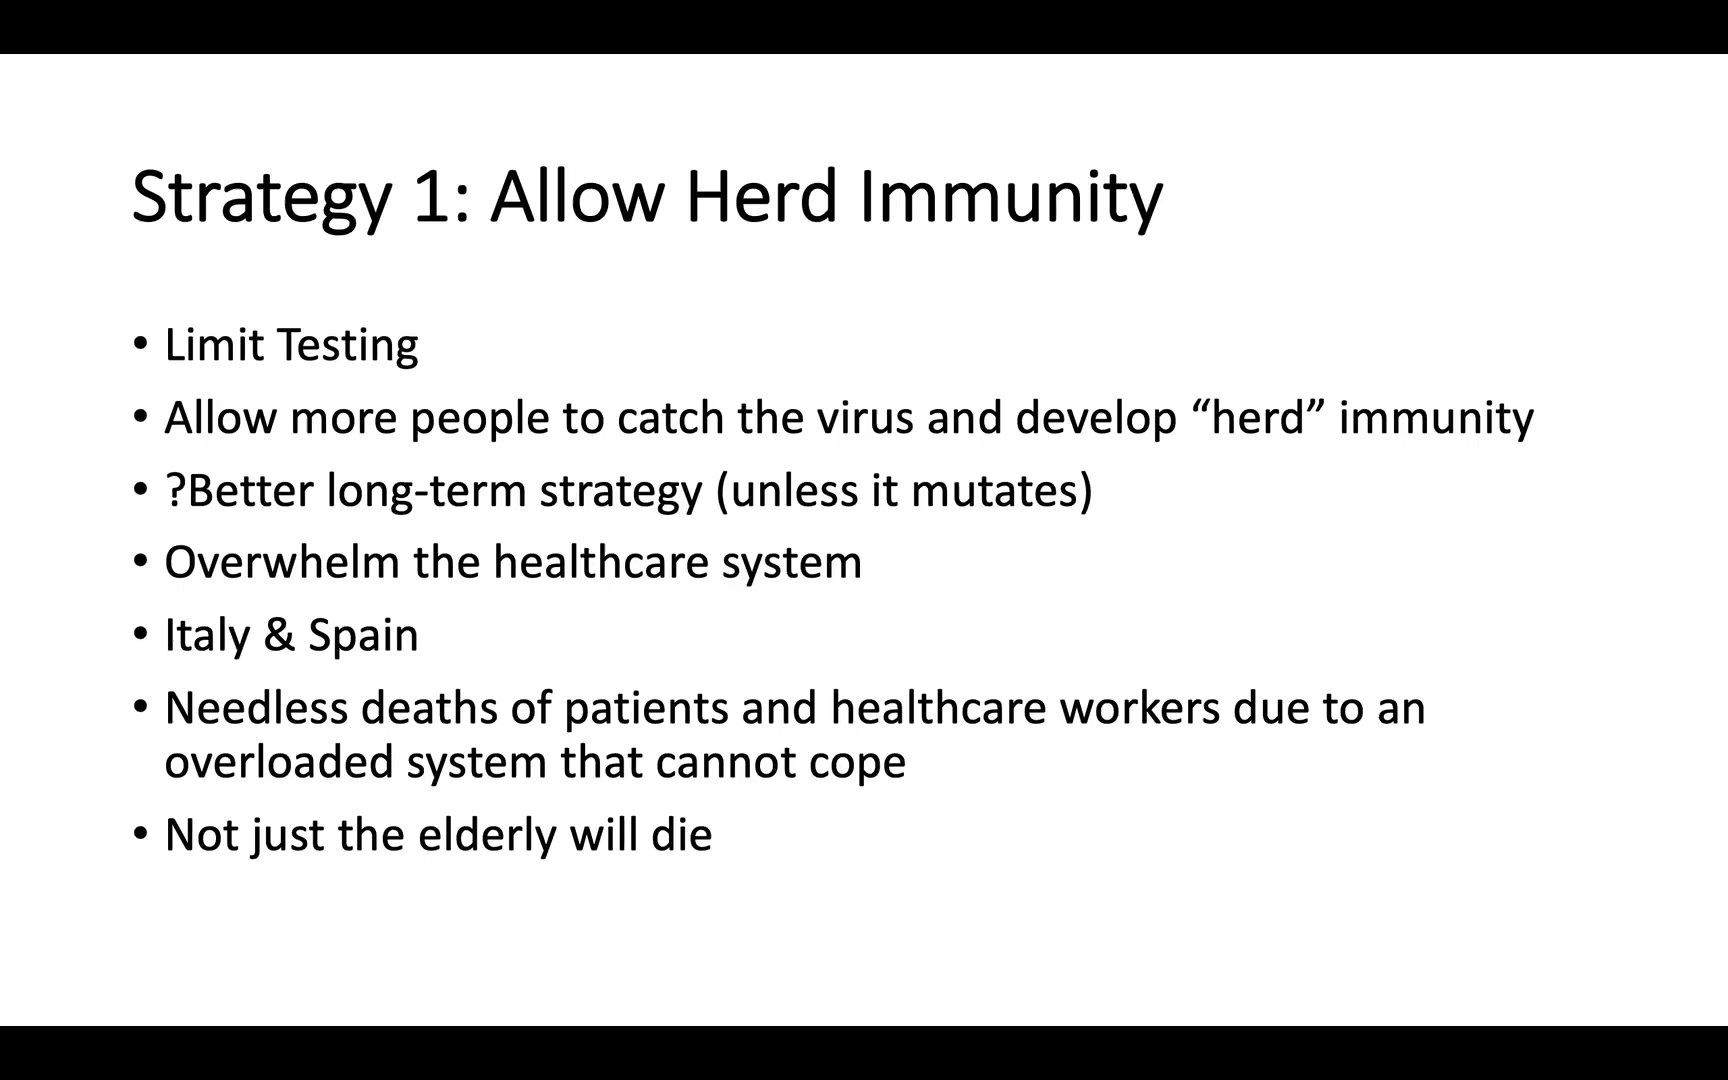 Strategy 1: Allow Herd Immunity
• Limit Testing
• Allow more people to catch the virus and develop “herd” immunity
• ?Better long-term strategy (unless it mutates)
• Overwhelm the healthcare system
• Italy & Spain
• Needless deaths of patients and healthcare workers due to an
overloaded system that cannot cope
• Not just the elderly will die